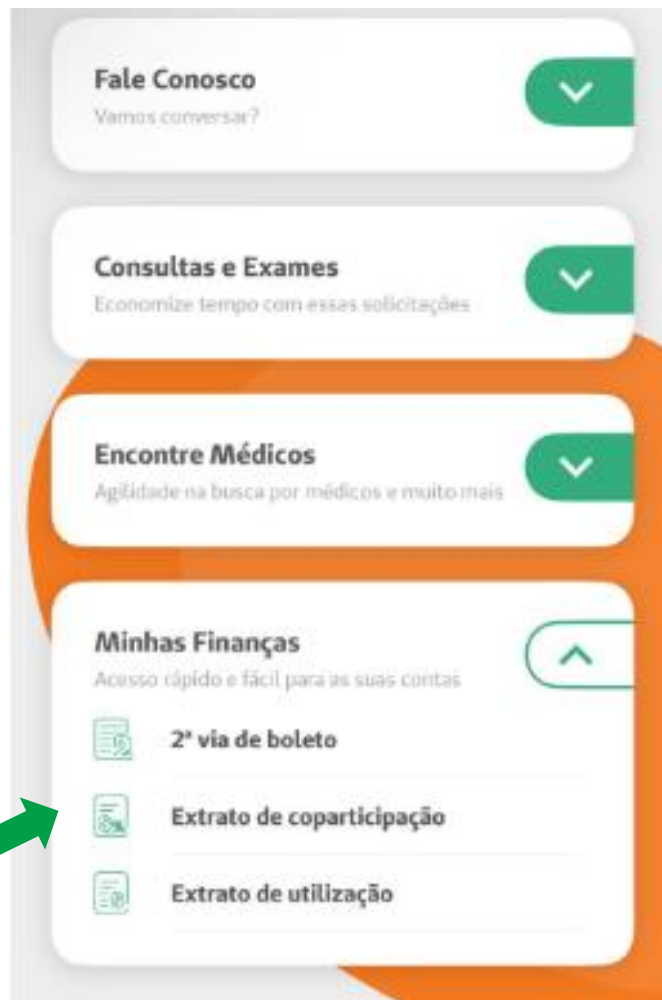 Fale Conosco
Vamos conversar?
Consultas e Exames
Economize tempo com essas solicitações
Encontre Médicos
Agilidade na busca por médicos e muito mais
Minhas Finanças
Acesso rápido e fácil para as suas contas
2ª via de boleto
Extrato de coparticipação
Extrato de utilização